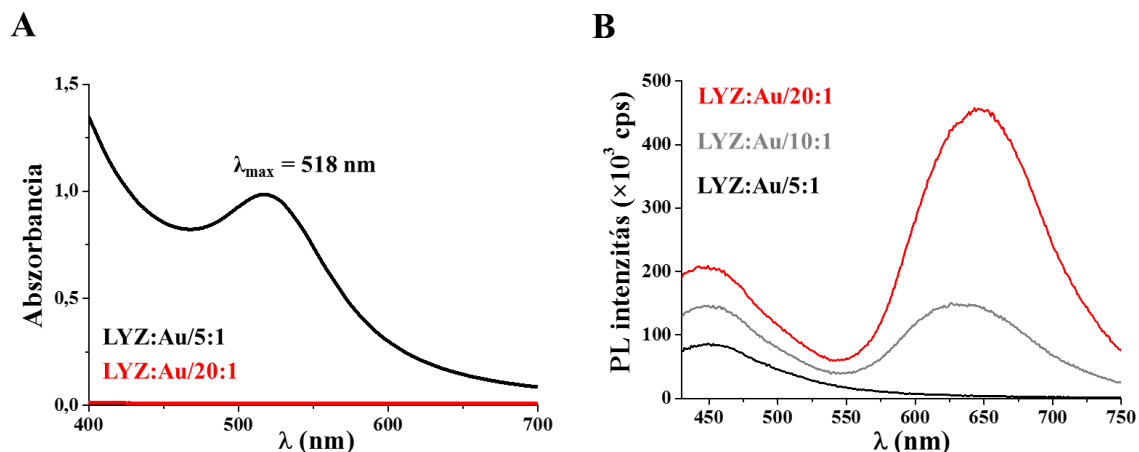 A
Abszorbancia
1,5
1,0
0,5
0,0
λmax = 518 nm
LYZ:Au/5:1
LYZ:Au/20:1
400
500
600
700
λ (nm)
B
PL intenzitás (×10³ cps)
500
400
300
200
100
0
LYZ:Au/20:1
LYZ:Au/10:1
LYZ:Au/5:1
450
500
550
600
650
700
750
λ (nm)